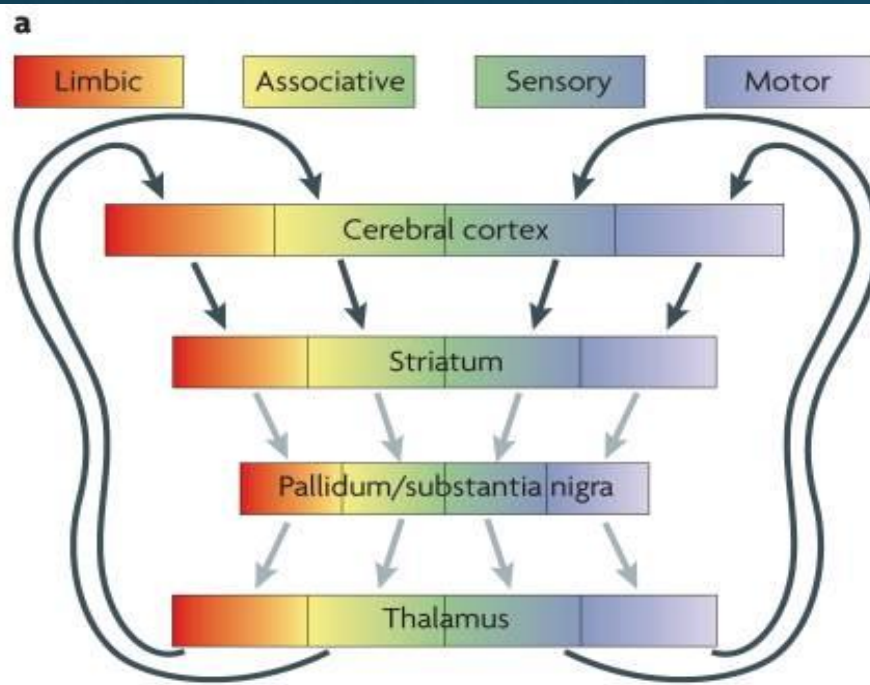 a
Limbic Associative Sensory Motor
Cerebral cortex
Striatum
Pallidum/substantia nigra
Thalamus